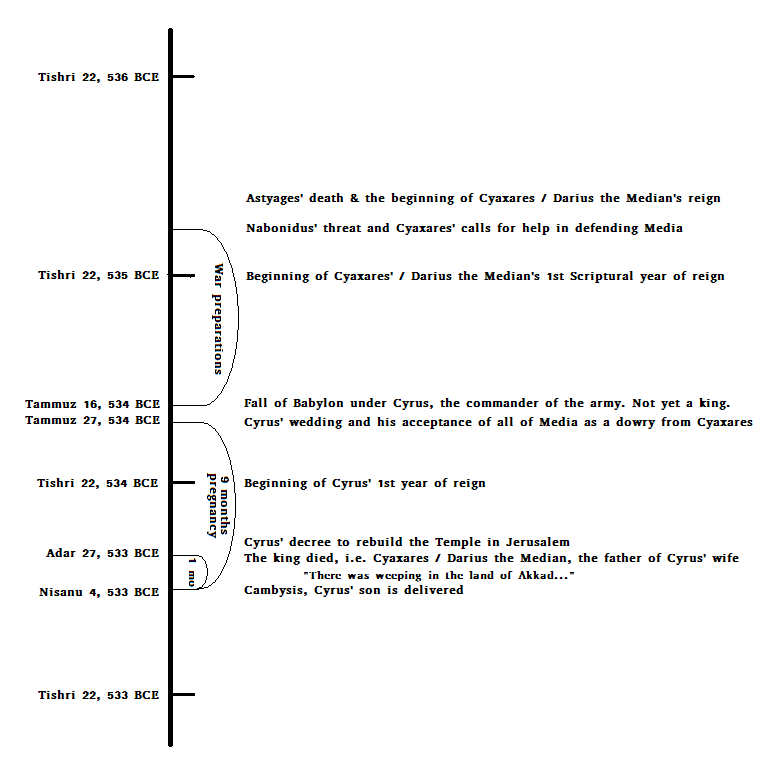 Tishri 22, 536 BCE
Astyages' death & the beginning of Cyaxares / Darius the Median's reign
Nabonidus' threat and Cyaxares' calls for help in defending Media
War preparations
Tishri 22, 535 BCE
Beginning of Cyaxares' / Darius the Median's 1st Scriptural year of reign
Tammuz 16, 534 BCE
Fall of Babylon under Cyrus, the commander of the army. Not yet a king.
Tammuz 27, 534 BCE
Cyrus' wedding and his acceptance of all of Media as a dowry from Cyaxares
9 months
pregnancy
Tishri 22, 534 BCE
Beginning of Cyrus' 1st year of reign
Cyrus' decree to rebuild the Temple in Jerusalem
Adar 27, 533 BCE
The king died, i.e. Cyaxares / Darius the Median, the father of Cyrus' wife
1 mo
"There was weeping in the land of Akkad..."
Nisanu 4, 533 BCE
Cambysis, Cyrus' son is delivered
Tishri 22, 533 BCE